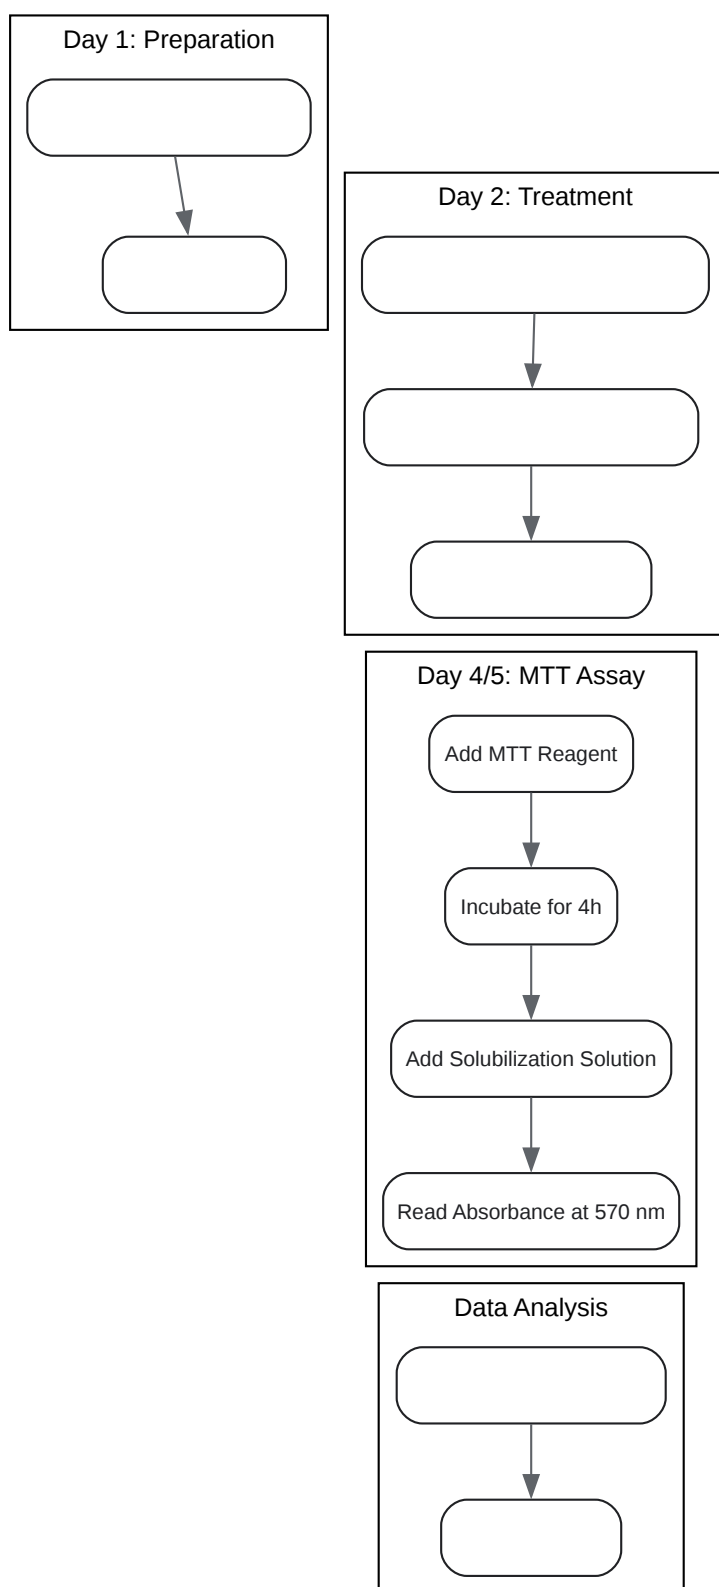 Day 1: Preparation
Day 2: Treatment
Day 4/5: MTT Assay
Add MTT Reagent
Incubate for 4h
Add Solubilization Solution
Read Absorbance at 570 nm
Data Analysis